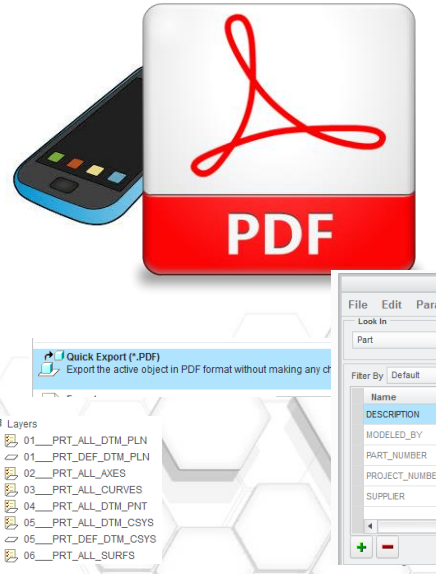 PDF
File Edit Para
Look In
Part
Quick Export (*.PDF)
Export the active object in PDF format without making any ch
Filter By Default
Name
DESCRIPTION
MODELED_BY
PART_NUMBER
PROJECT_NUMBE
SUPPLIER
Layers
01___PRT_ALL_DTM_PLN
01___PRT_DEF_DTM_PLN
02___PRT_ALL_AXES
03___PRT_ALL_CURVES
04___PRT_ALL_DTM_PNT
05___PRT_ALL_DTM_CSYS
05___PRT_DEF_DTM_CSYS
06___PRT_ALL_SURFS